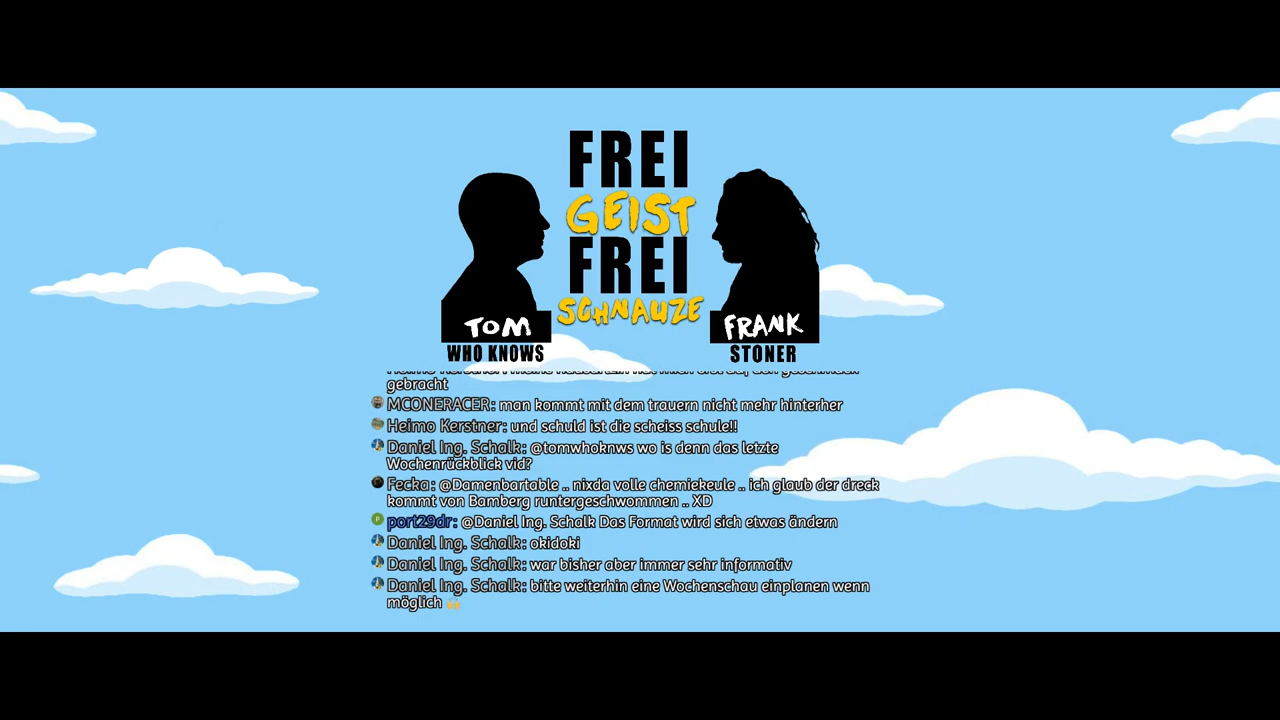 FREI
GEIST
FREI
SCHNAUZE
TOM
WHO KNOWS
FRANK
STONER
gebracht
MCONERACER: man kommt mit dem trauern nicht mehr hinterher
Heimo Kerstner: und schuld ist die scheiss schule!!
Daniel Ing. Schalk: @tomwhoknws wo is denn das letzte
Wochenrückblick vid?
Fecka: @Damenbartable .. nixda volle chemiekeule .. ich glaub der dreck
kommt von Bamberg runtergeschwommen .. XD
P
port29dr: @Daniel Ing. Schalk Das Format wird sich etwas ändern
Daniel Ing. Schalk: okidoki
Daniel Ing. Schalk: war bisher aber immer sehr informativ
Daniel Ing. Schalk: bitte weiterhin eine Wochenschau einplanen wenn
möglich